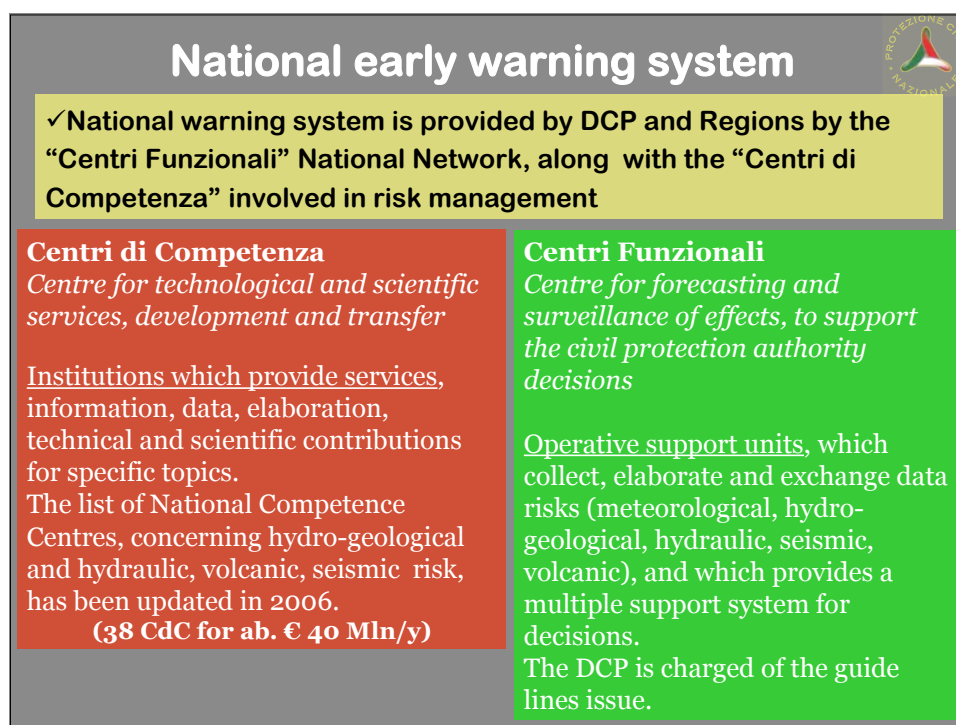 National early warning system
PROTEZIONE CI
NAZIONALE
✓National warning system is provided by DCP and Regions by the
“Centri Funzionali” National Network, along with the “Centri di
Competenza” involved in risk management
Centri di Competenza
Centre for technological and scientific
services, development and transfer
Institutions which provide services,
information, data, elaboration,
technical and scientific contributions
for specific topics.
The list of National Competence
Centres, concerning hydro-geological
and hydraulic, volcanic, seismic risk,
has been updated in 2006.
(38 CdC for ab. € 40 Mln/y)
Centri Funzionali
Centre for forecasting and
surveillance of effects, to support
the civil protection authority
decisions
Operative support units, which
collect, elaborate and exchange data
risks (meteorological, hydro-
geological, hydraulic, seismic,
volcanic), and which provides a
multiple support system for
decisions.
The DCP is charged of the guide
lines issue.